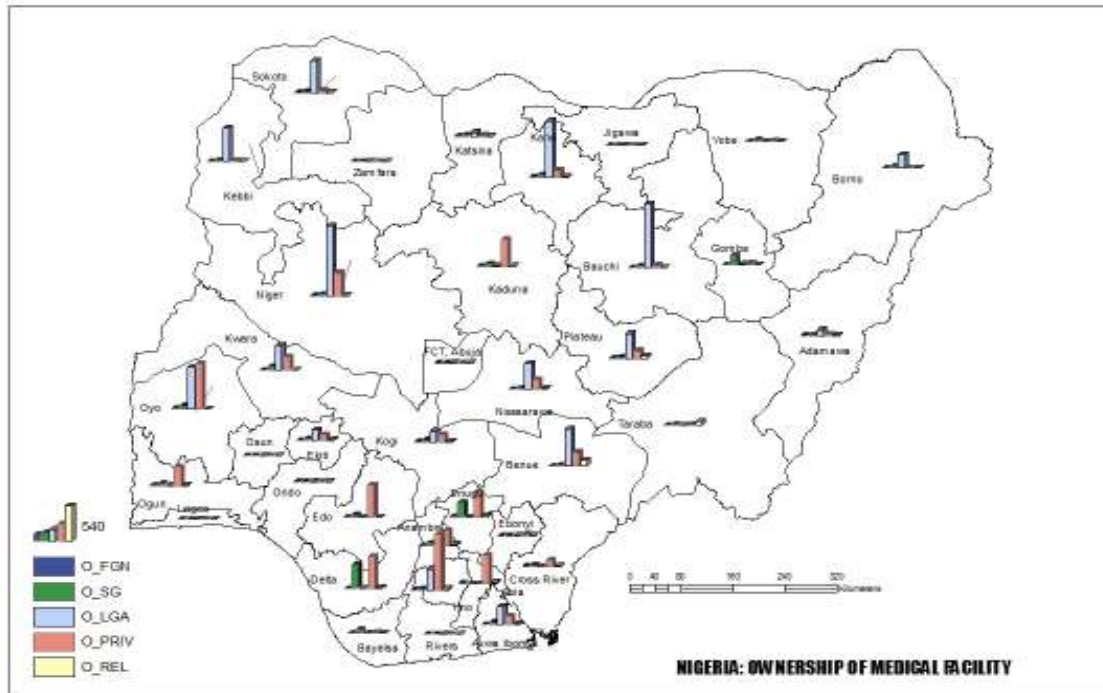 Sokoto
Kebbi
Zamfara
Katsina
Kano
Jigawa
Yobe
Borno
Niger
Kaduna
Bauchi
Gombe
Kwara
FCT, Abuja
Plateau
Adamawa
Oyo
Nassarawa
Taraba
Osun
Ekiti
Kogi
Benue
Ogun
Lagos
Ondo
Edo
Enugu
Anambra
Ebonyi
Delta
Imo
Abia
Cross River
Bayelsa
Rivers
Akwa Ibom
540
O_FGN
O_SG
O_LGA
O_PRIV
O_REL
0 40 80 160 240 320
Kilometers
NIGERIA: OWNERSHIP OF MEDICAL FACILITY